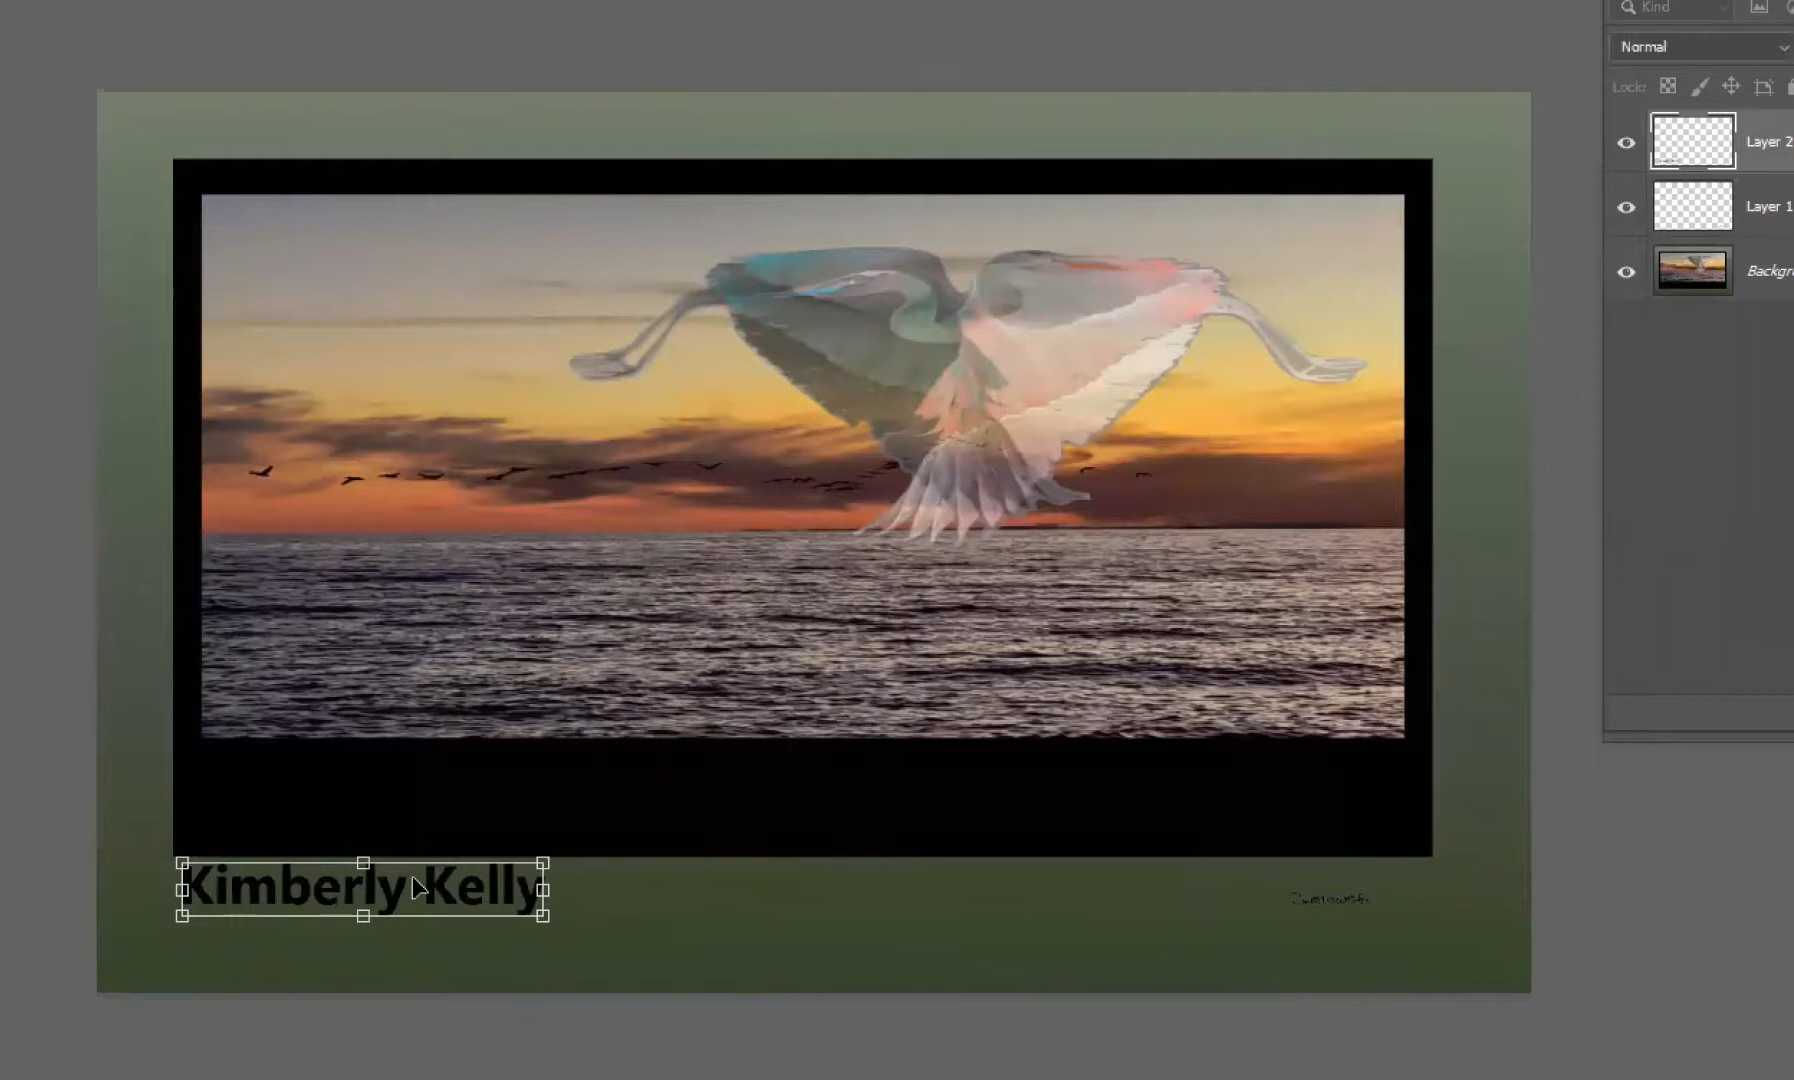 Kind
Normal
Lock:
Layer 2
Layer 1
Backgr
Kimberly Kelly